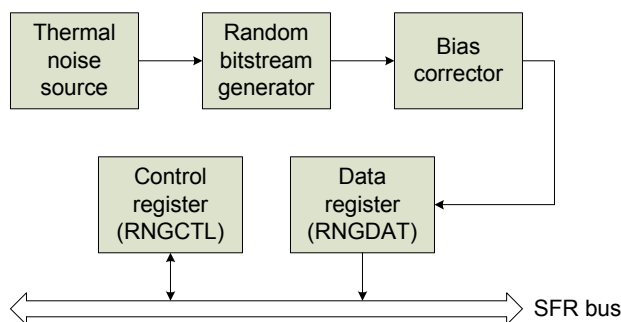 Thermal
noise
source
Random
bitstream
generator
Bias
corrector
Control
register
(RNGCTL)
Data
register
(RNGDAT)
SFR bus